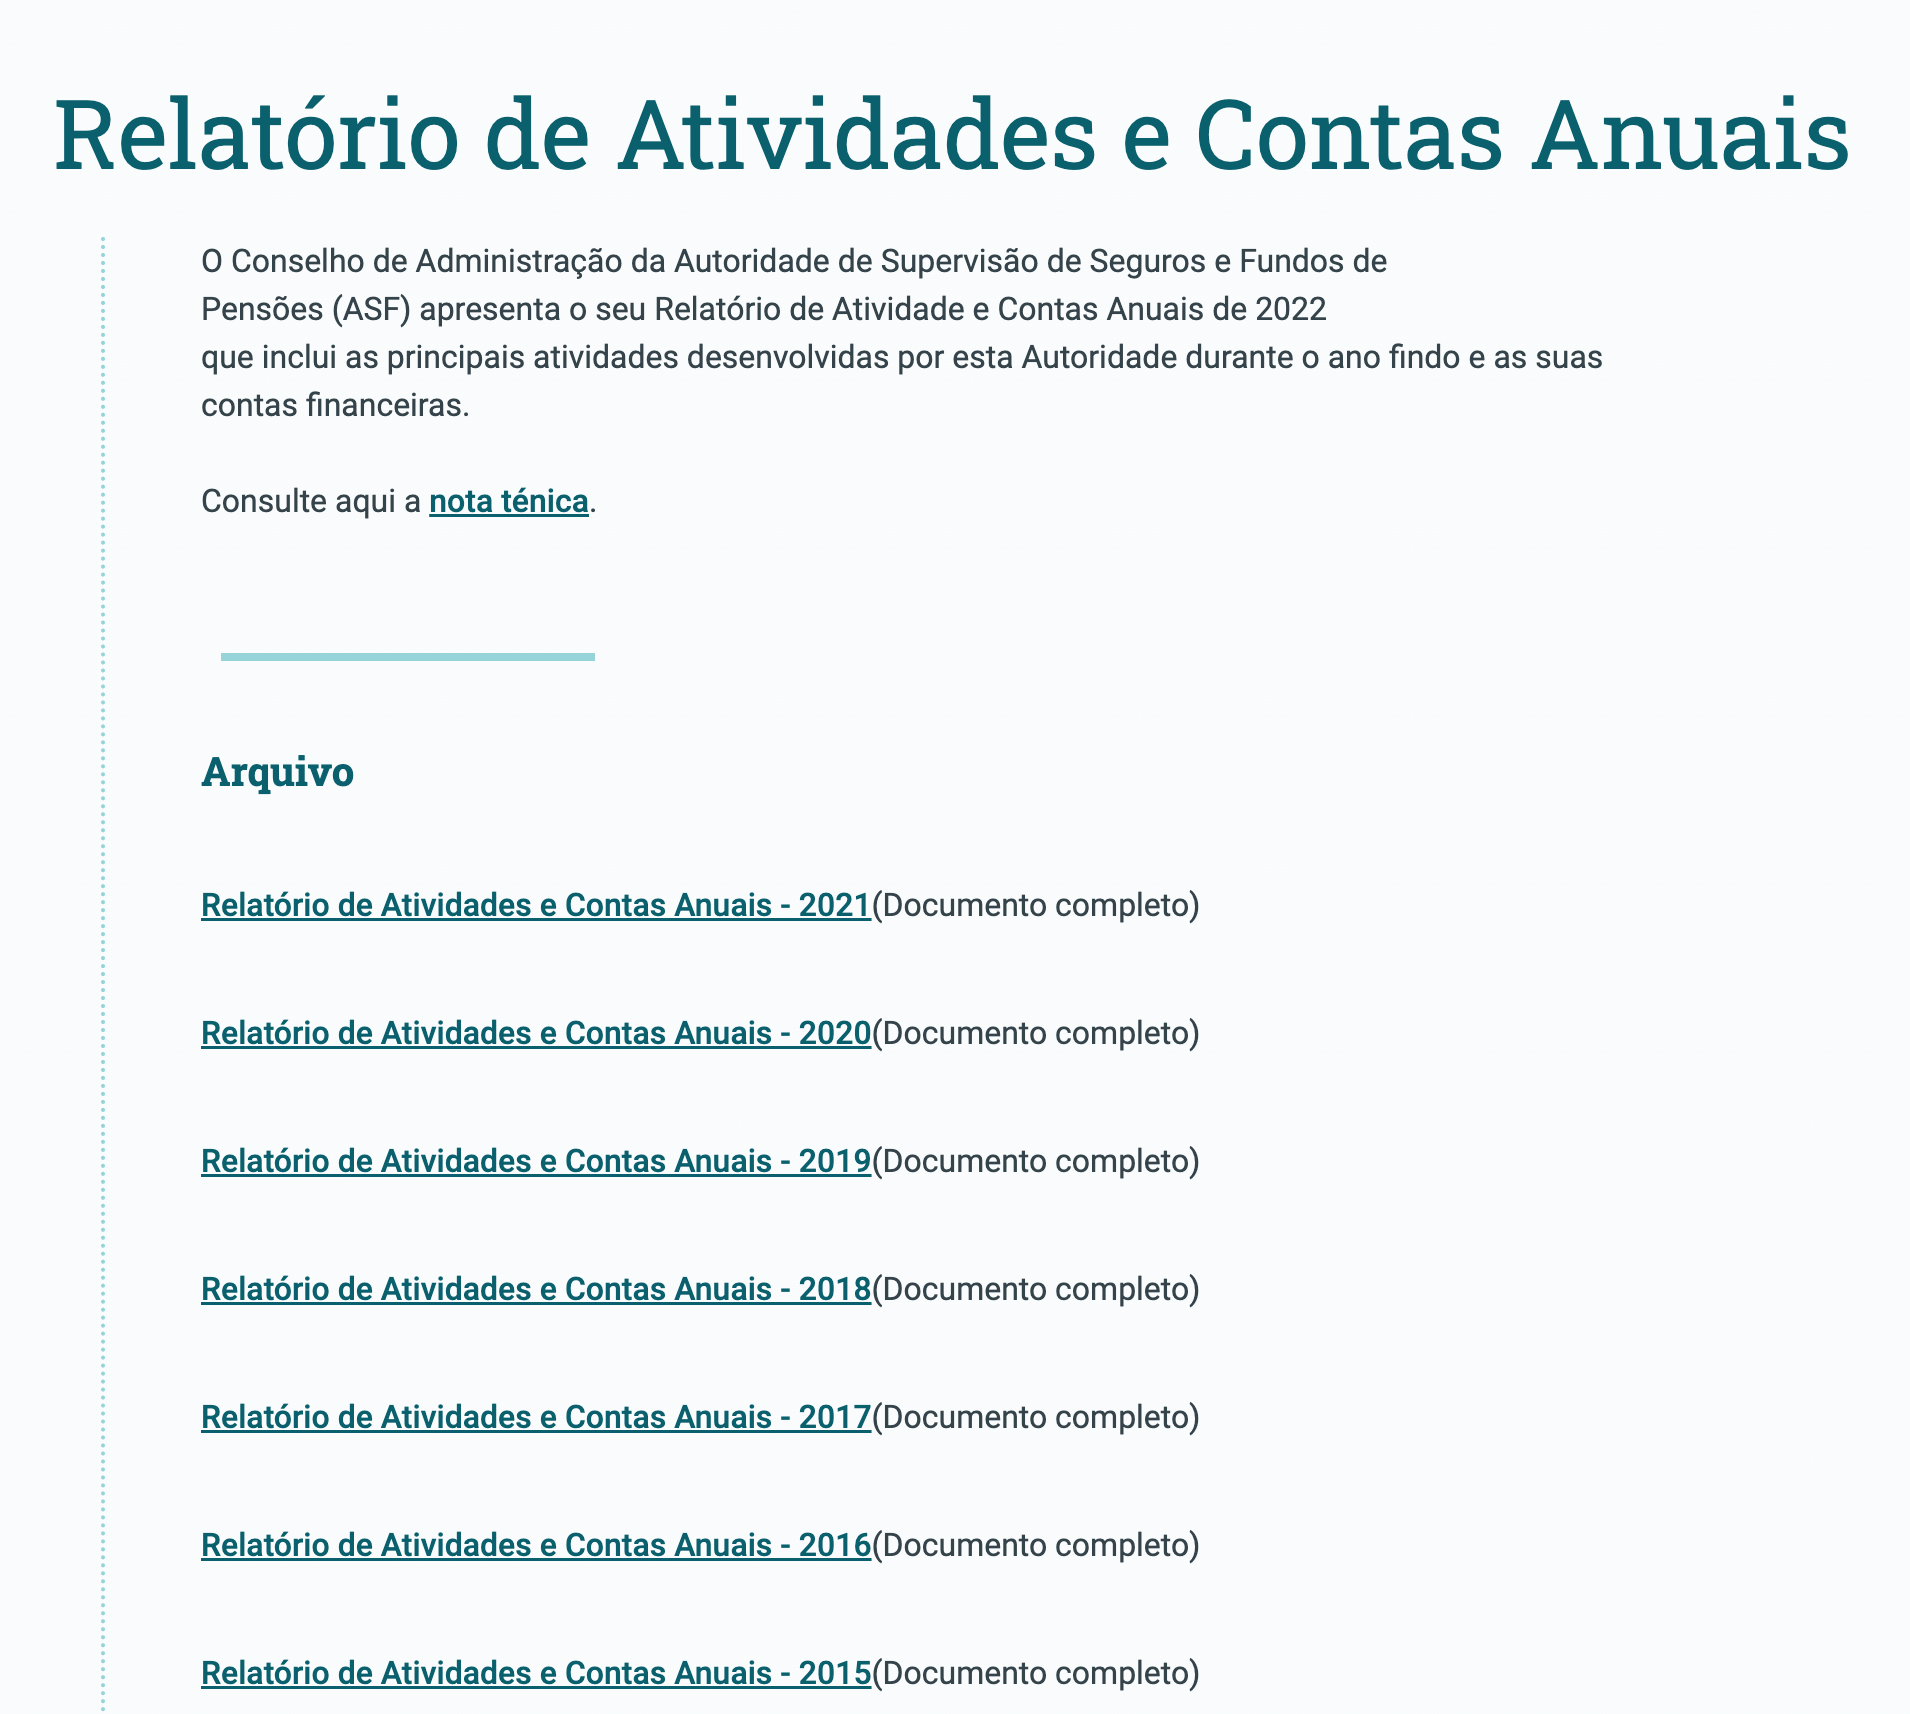 Relatório de Atividades e Contas Anuais
O Conselho de Administração da Autoridade de Supervisão de Seguros e Fundos de
Pensões (ASF) apresenta o seu Relatório de Atividade e Contas Anuais de 2022
que inclui as principais atividades desenvolvidas por esta Autoridade durante o ano findo e as suas
contas financeiras.
Consulte aqui a nota ténica.
Arquivo
Relatório de Atividades e Contas Anuais - 2021(Documento completo)
Relatório de Atividades e Contas Anuais - 2020(Documento completo)
Relatório de Atividades e Contas Anuais - 2019(Documento completo)
Relatório de Atividades e Contas Anuais - 2018(Documento completo)
Relatório de Atividades e Contas Anuais - 2017(Documento completo)
Relatório de Atividades e Contas Anuais - 2016(Documento completo)
Relatório de Atividades e Contas Anuais - 2015(Documento completo)